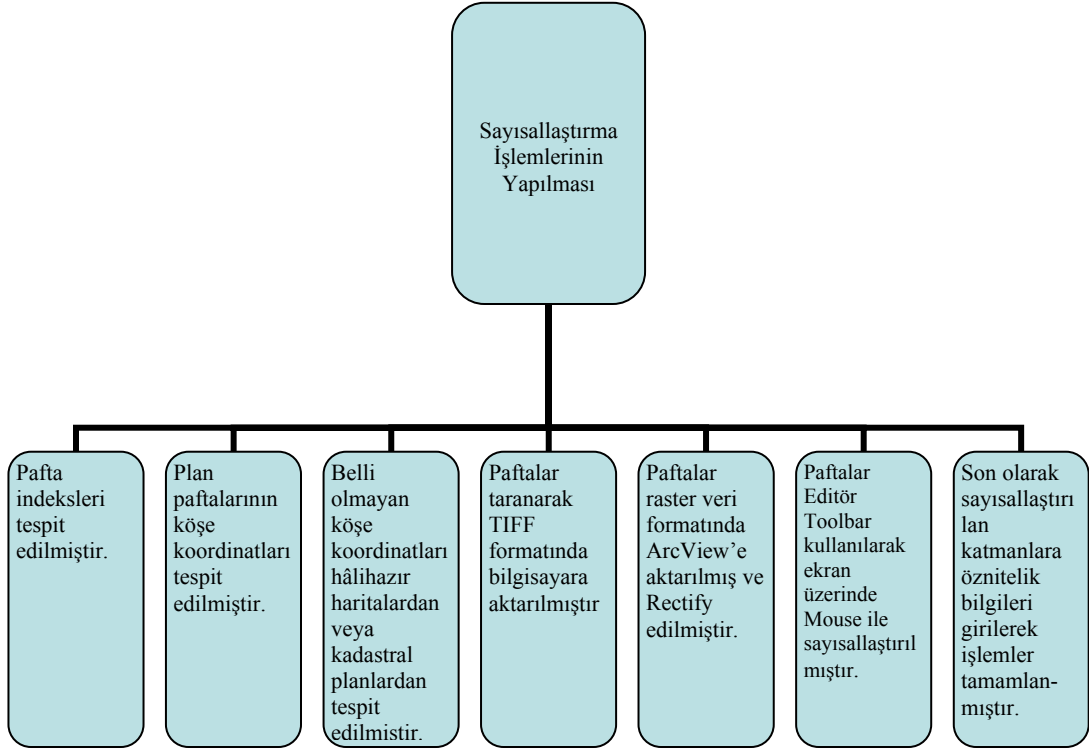 Sayısallaştırma
İşlemlerinin
Yapılması
Pafta
indeksleri
tespit
edilmiştir.
Plan
paftalarının
köşe
koordinatları
tespit
edilmiştir.
Belli
olmayan
köşe
koordinatları
hâlihazır
haritalardan
veya
kadastral
planlardan
tespit
edilmistir.
Paftalar
taranarak
TIFF
formatında
bilgisayara
aktarılmıştır
Paftalar
raster veri
formatında
ArcView’e
aktarılmış ve
Rectify
edilmiştir.
Paftalar
Editör
Toolbar
kullanılarak
ekran
üzerinde
Mouse ile
sayısallaştırıl
mıştır.
Son olarak
sayısallaştırı
lan
katmanlara
öznitelik
bilgileri
girilerek
işlemler
tamamlan-
mıştır.